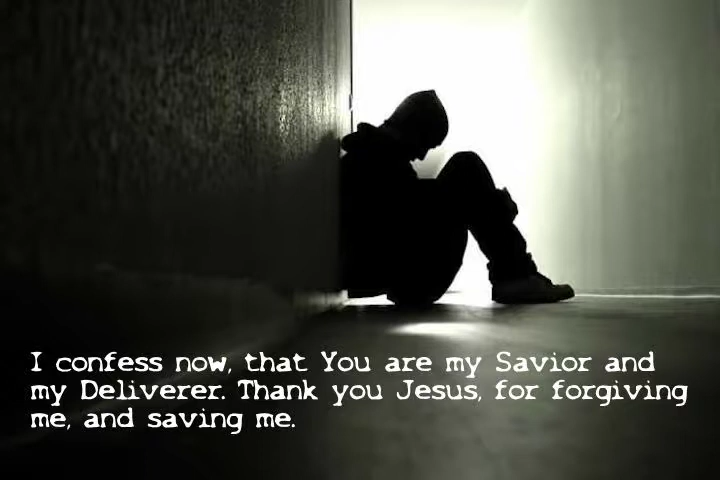 I confess now, that You are my Savior and
my Deliverer. Thank you Jesus, for forgiving
me, and saving me.